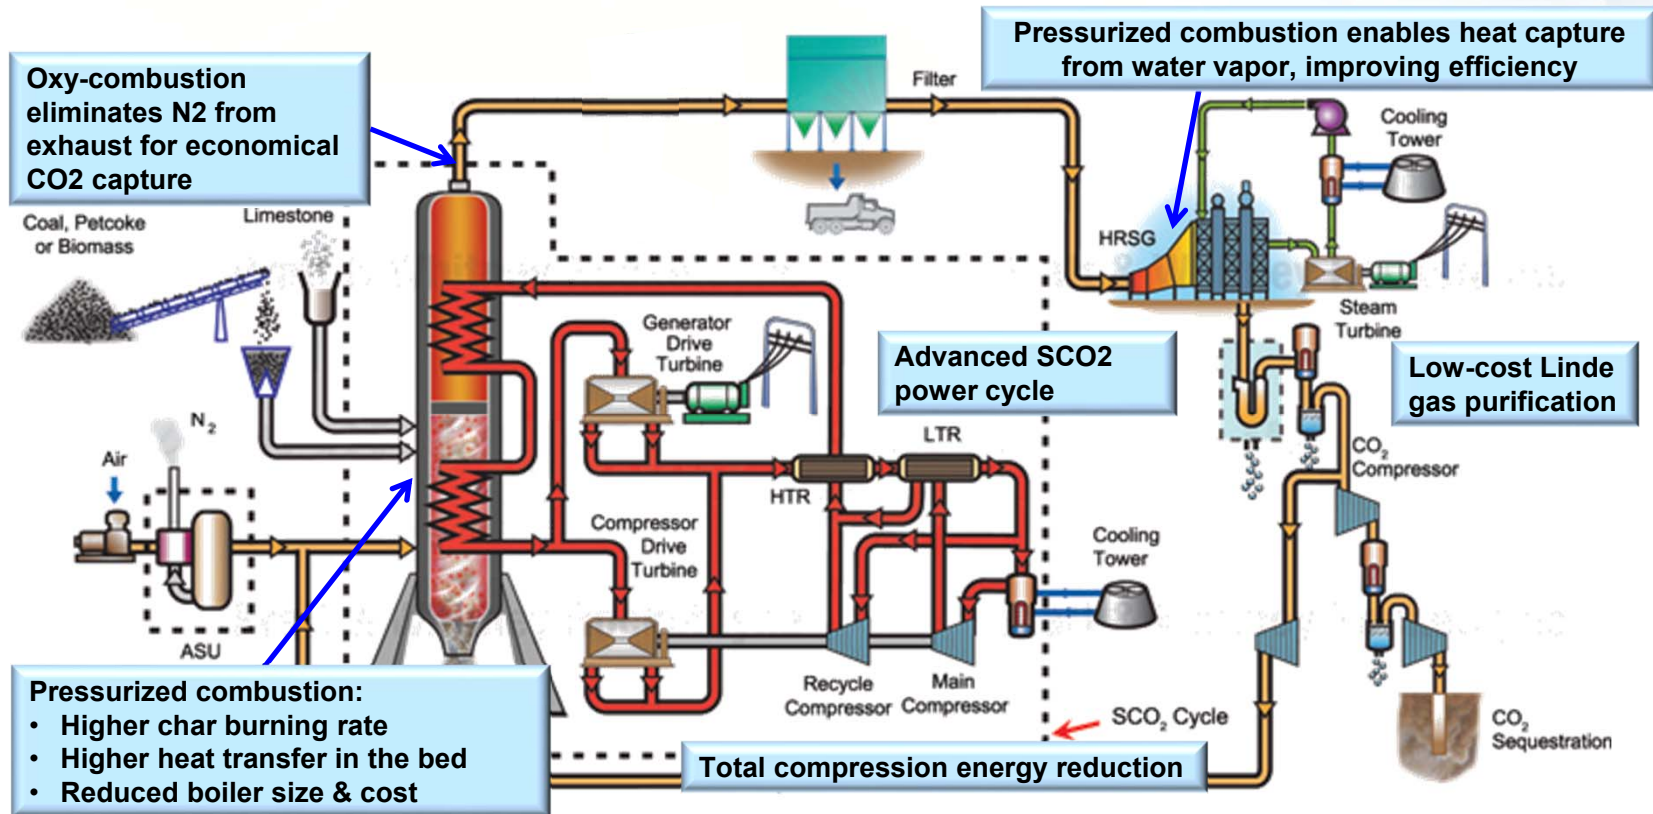 Oxy-combustion
eliminates N2 from
exhaust for economical
CO2 capture
Pressurized combustion enables heat capture
from water vapor, improving efficiency
Filter
Cooling
Tower
Coal, Petcoke
or Biomass
Limestone
HRSG
Steam
Turbine
Generator
Drive
Turbine
Advanced SCO2
power cycle
Low-cost Linde
gas purification
N₂
Air
LTR
HTR
CO₂
Compressor
Compressor
Drive
Turbine
Cooling
Tower
ASU
Pressurized combustion:
• Higher char burning rate
• Higher heat transfer in the bed
• Reduced boiler size & cost
Recycle
Compressor
Main
Compressor
SCO₂ Cycle
CO₂
Sequestration
Total compression energy reduction